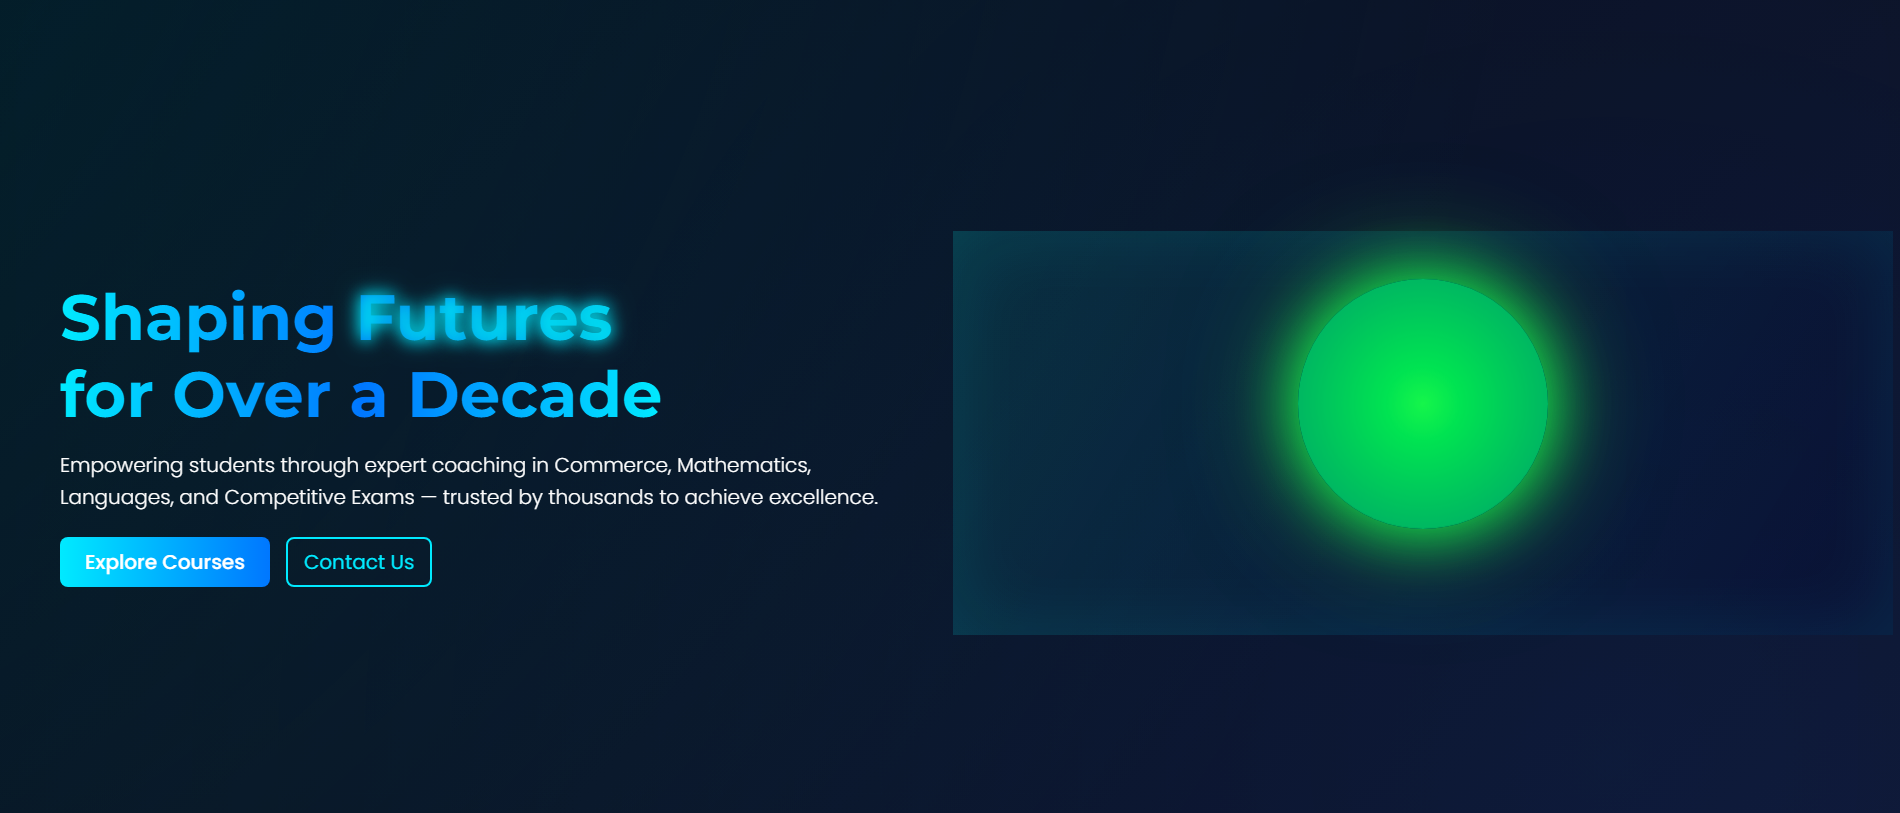 Shaping Futures
for Over a Decade
Empowering students through expert coaching in Commerce, Mathematics,
Languages, and Competitive Exams — trusted by thousands to achieve excellence.
Explore Courses
Contact Us